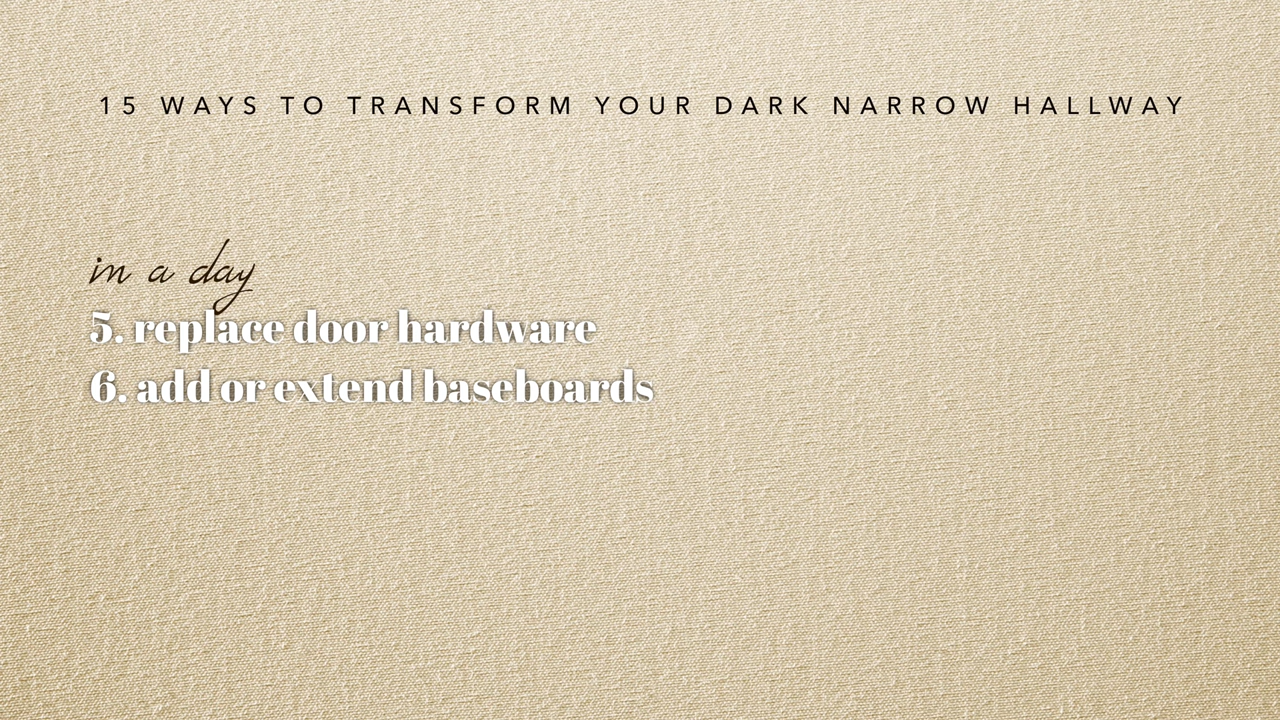 15 WAYS TO TRANSFORM YOUR DARK NARROW HALLWAY
in a day
5. replace door hardware
6. add or extend baseboards